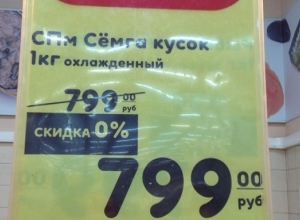 СПм Сёмга кусок
1кг охлажденный
799 00
руб
СКИДКА 0%
799 00
руб